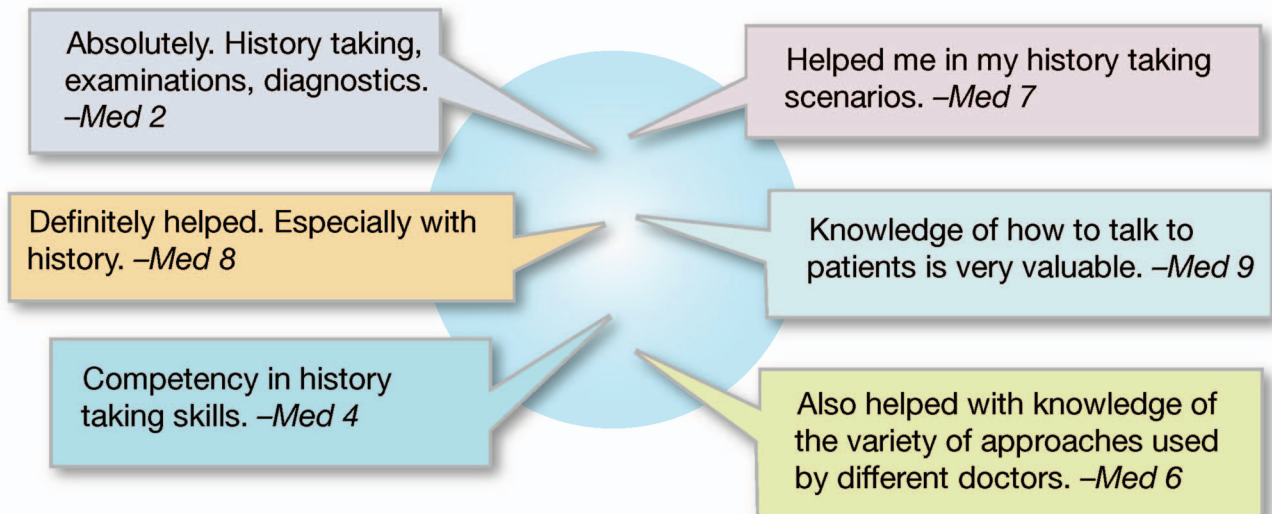 Absolutely. History taking,
examinations, diagnostics.
–Med 2
Helped me in my history taking
scenarios. –Med 7
Definitely helped. Especially with
history. –Med 8
Knowledge of how to talk to
patients is very valuable. –Med 9
Competency in history
taking skills. –Med 4
Also helped with knowledge of
the variety of approaches used
by different doctors. –Med 6